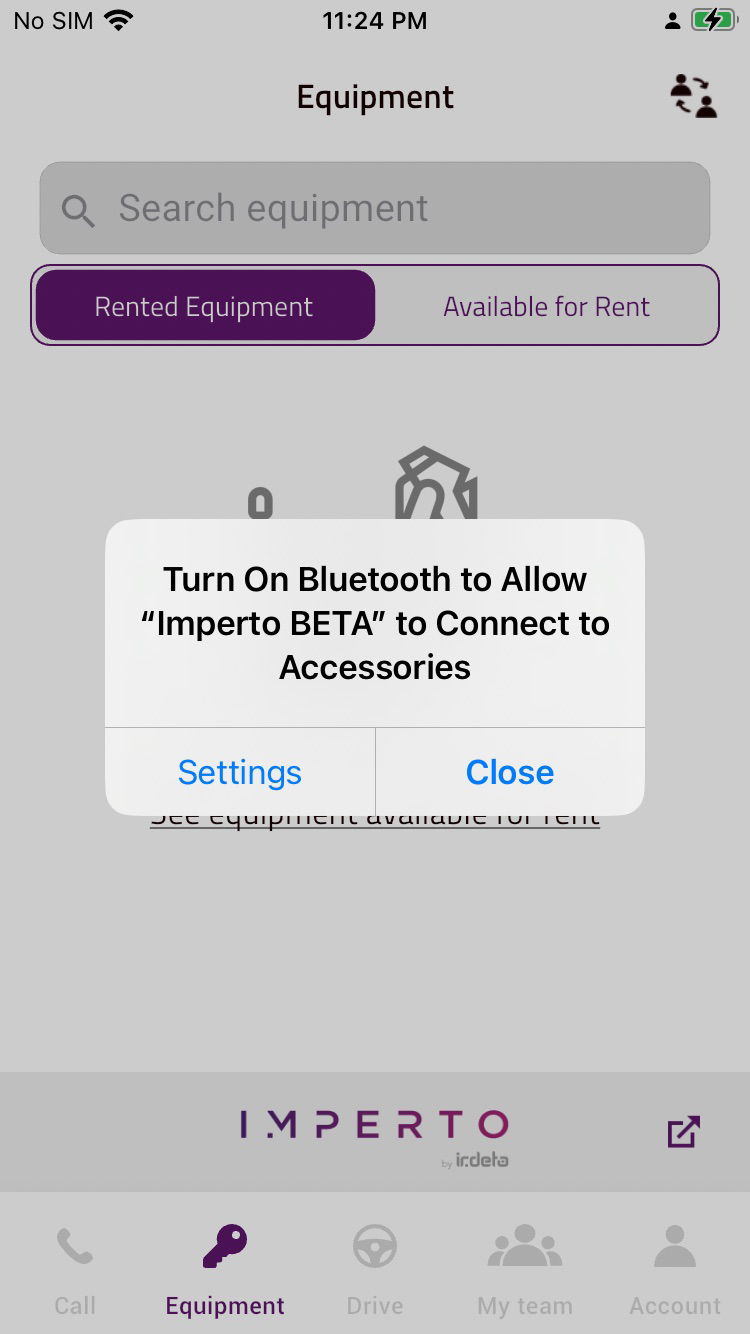 No SIM
11:24 PM
Equipment
Search equipment
Rented Equipment
Available for Rent
Turn On Bluetooth to Allow
“Imperto BETA” to Connect to
Accessories
Settings
Close
See equipment available for rent
IMPERTO
by ir.deta
Call
Equipment
Drive
My team
Account